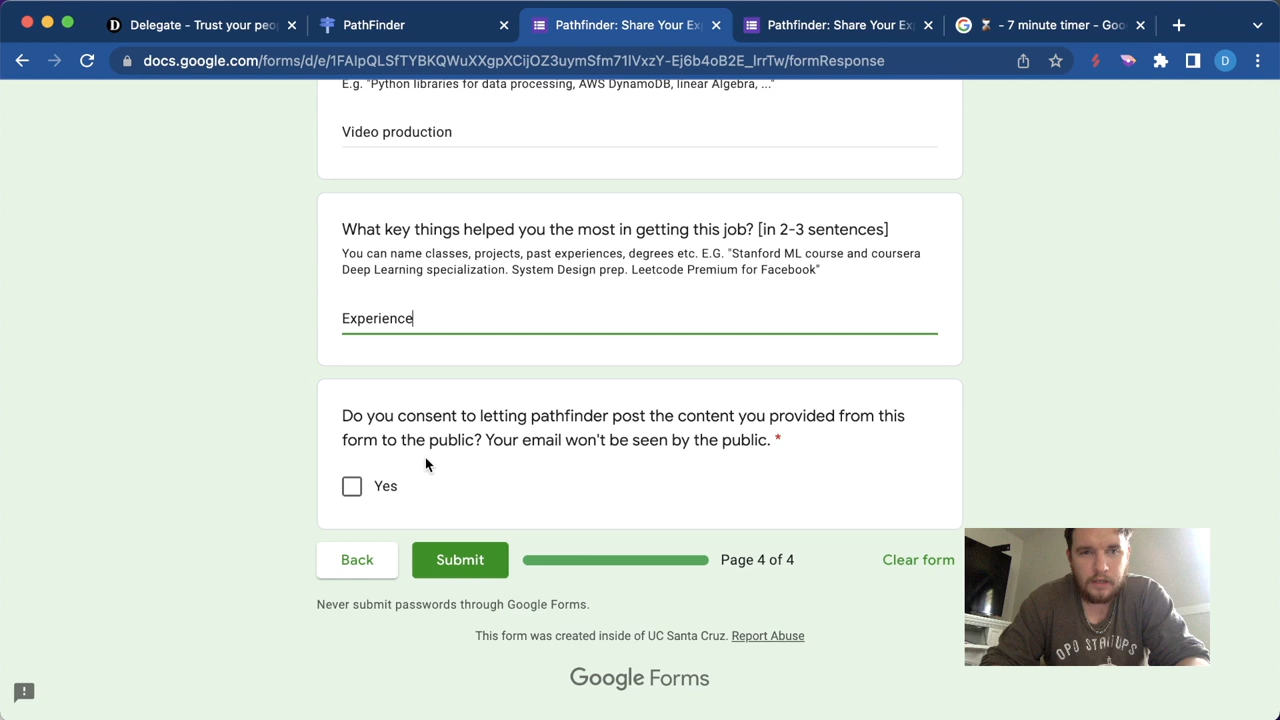 Delegate - Trust your peo
PathFinder
Pathfinder: Share Your Ex
Pathfinder: Share Your Ex
- 7 minute timer - Goo
docs.google.com/forms/d/e/1FAIpQLSfTYBKQWuXXgpXCijOZ3uymSfm71lVxzY-Ej6b4oB2E_lrrTw/formResponse
D
E.g. "Python libraries for data processing, AWS DynamoDB, linear Algebra, ..."
Video production
What key things helped you the most in getting this job? [in 2-3 sentences]
You can name classes, projects, past experiences, degrees etc. E.G. "Stanford ML course and coursera
Deep Learning specialization. System Design prep. Leetcode Premium for Facebook"
Experience
Do you consent to letting pathfinder post the content you provided from this
form to the public? Your email won't be seen by the public. *
Yes
Back
Submit
Page 4 of 4
Clear form
Never submit passwords through Google Forms.
This form was created inside of UC Santa Cruz. Report Abuse
Google Forms
OPO STARTUPS